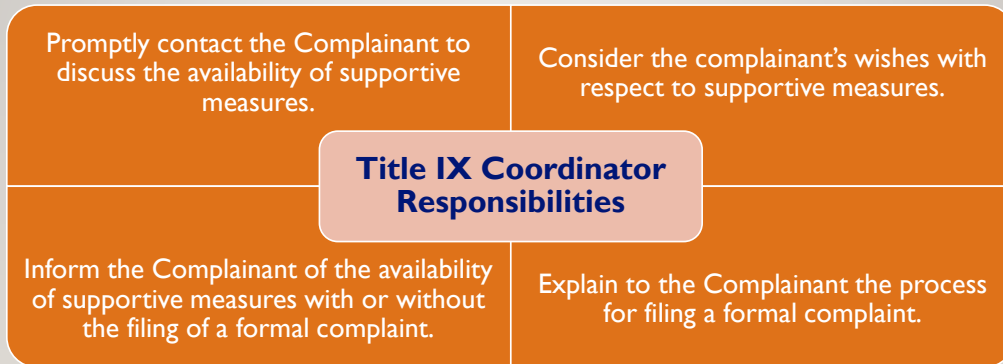 Promptly contact the Complainant to
discuss the availability of supportive
measures.
Consider the complainant’s wishes with
respect to supportive measures.
Title IX Coordinator
Responsibilities
Inform the Complainant of the availability
of supportive measures with or without
the filing of a formal complaint.
Explain to the Complainant the process
for filing a formal complaint.